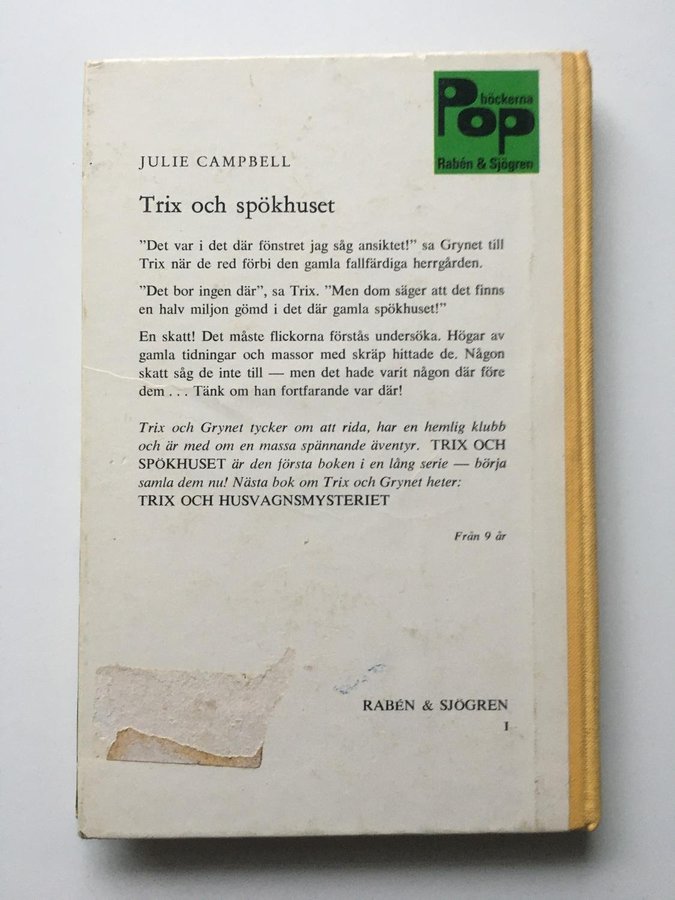 böckerna
Pop
Rabén & Sjögren
JULIE CAMPBELL
Trix och spökhuset
”Det var i det där fönstret jag såg ansiktet!” sa Grynet till
Trix när de red förbi den gamla fallfärdiga herrgården.
”Det bor ingen där”, sa Trix. ”Men dom säger att det finns
en halv miljon gömd i det där gamla spökhuset!”
En skatt! Det måste flickorna förstås undersöka. Högar av
gamla tidningar och massor med skräp hittade de. Någon
skatt såg de inte till — men det hade varit någon där före
dem . . . Tänk om han fortfarande var där!
Trix och Grynet tycker om att rida, har en hemlig klubb
och är med om en massa spännande äventyr. TRIX OCH
SPÖKHUSET är den första boken i en lång serie — börja
samla dem nu! Nästa bok om Trix och Grynet heter:
TRIX OCH HUSVAGNSMYSTERIET
Från 9 år
RABÉN & SJÖGREN
I